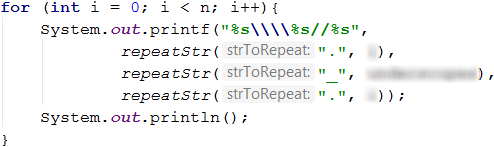 for (int i = 0; i < n; i++){
System.out.printf("%s\\\\%s//%s",
repeatStr( strToRepeat: ".", ),
repeatStr( strToRepeat: "_", ),
repeatStr( strToRepeat: ".", ));
System.out.println();
}